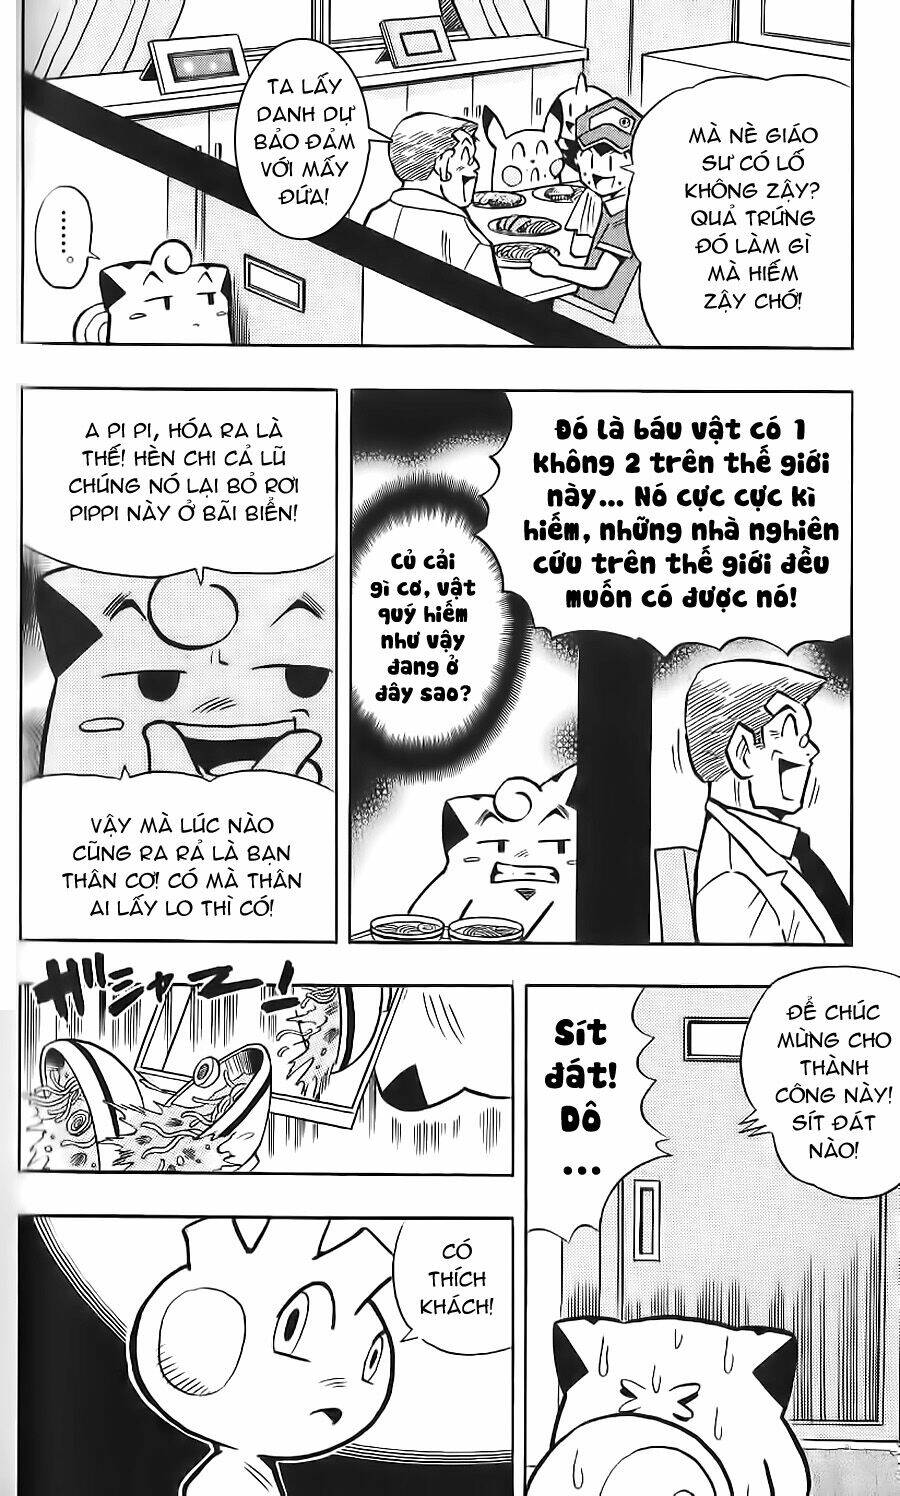 MÀ NÈ GIÁO
SƯ CÓ LỐ
KHÔNG ZẬY?
QUẢ TRỨNG
ĐÓ LÀM GÌ
MÀ HIẾM
ZẬY CHỚ!
TA LẤY
DANH DỰ
BẢO ĐẢM
VỚI MẤY
ĐỨA!
Đó là báu vật có 1
không 2 trên thế giới
này... Nó cực cực kì
hiếm, những nhà nghiên
cứu trên thế giới đều
muốn có được nó!
Củ cải
gì cơ, vật
quý hiếm
như vậy
đang ở
đây sao?
A PI PI, HÓA RA LÀ
THẾ! HÈN CHI CẢ LŨ
CHÚNG NÓ LẠI BỎ RƠI
PIPPI NÀY Ở BÃI BIỂN!
VẬY MÀ LÚC NÀO
CŨNG RA RẢ LÀ BẠN
THÂN CƠ! CÓ MÀ THÂN
AI LẤY LO THÌ CÓ!
ĐỂ CHÚC
MỪNG CHO
THÀNH
CÔNG NÀY!
SÍT ĐÁT
NÀO!
Sít
đát!
Dô
...
ガシャーン!
CÓ
THÍCH
KHÁCH!